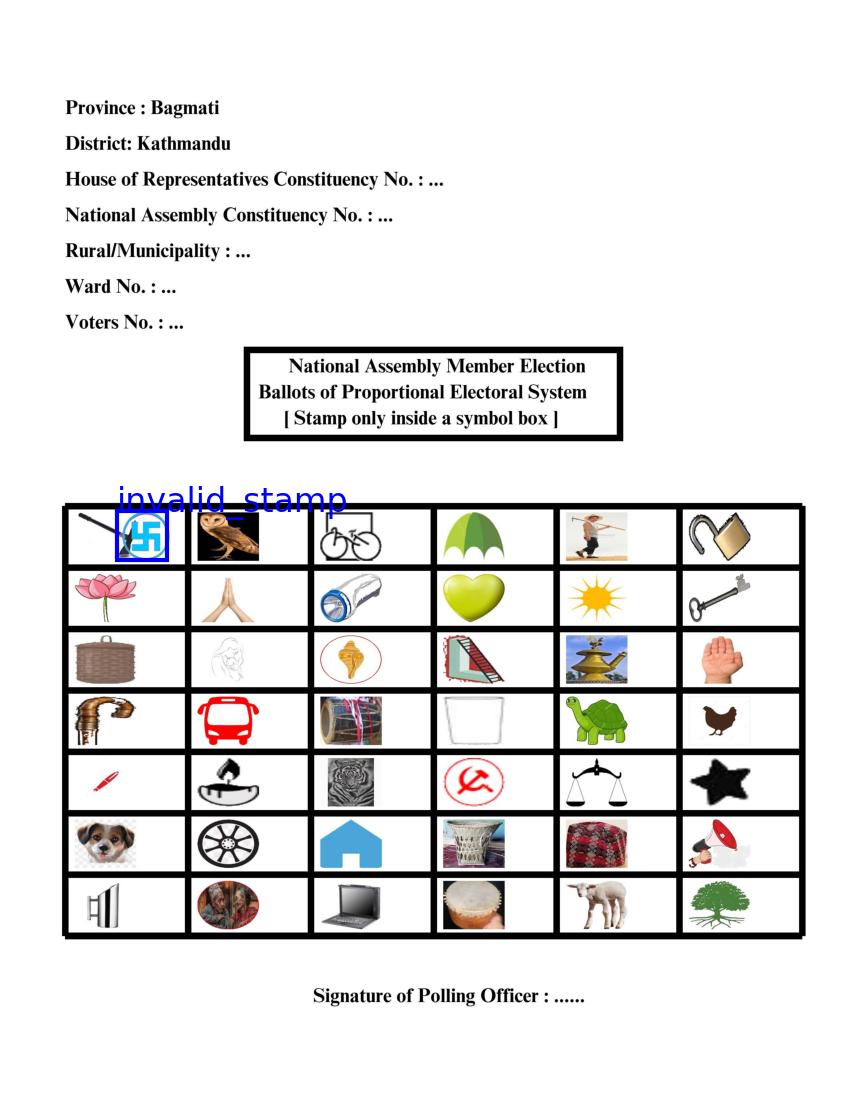 Province : Bagmati
District: Kathmandu
House of Representatives Constituency No. : ...
National Assembly Constituency No. : ...
Rural/Municipality : ...
Ward No. : ...
Voters No. : ...
National Assembly Member Election
Ballots of Proportional Electoral System
[ Stamp only inside a symbol box ]
invalid_stamp
Signature of Polling Officer : ......